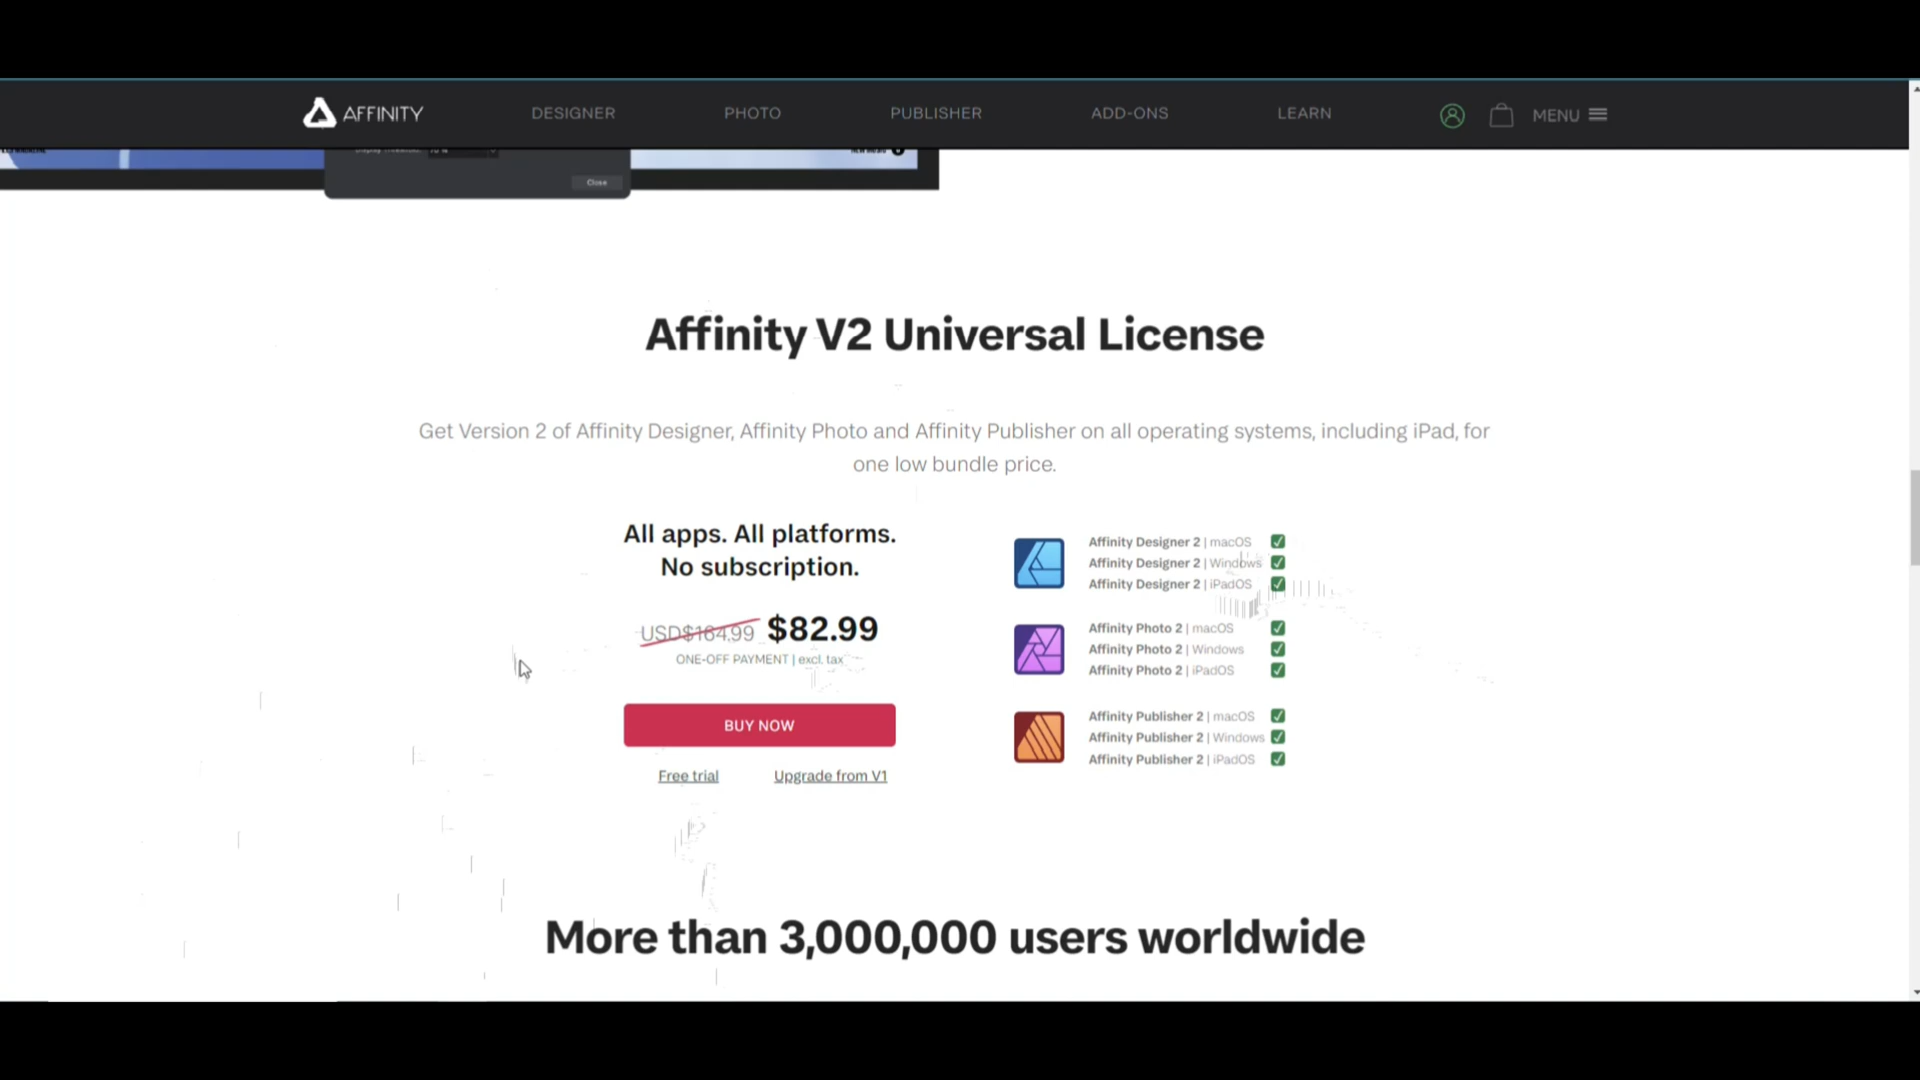 AFFINITY
DESIGNER
PHOTO
PUBLISHER
ADD-ONS
LEARN
MENU
Close
Affinity V2 Universal License
Get Version 2 of Affinity Designer, Affinity Photo and Affinity Publisher on all operating systems, including iPad, for
one low bundle price.
All apps. All platforms.
No subscription.
USD$164.99 $82.99
ONE-OFF PAYMENT | excl. tax
BUY NOW
Free trial
Upgrade from V1
Affinity Designer 2 | macOS
Affinity Designer 2 | Windows
Affinity Designer 2 | iPadOS
Affinity Photo 2 | macOS
Affinity Photo 2 | Windows
Affinity Photo 2 | iPadOS
Affinity Publisher 2 | macOS
Affinity Publisher 2 | Windows
Affinity Publisher 2 | iPadOS
More than 3,000,000 users worldwide